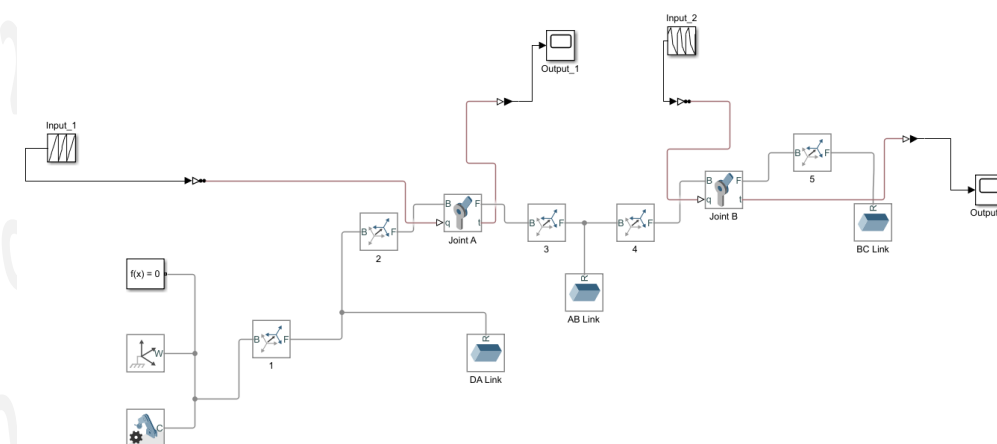 Input_2
Output_1
Input_1
B F
5
B F
q t
Joint B
R
BC Link
Output
B F
q t
Joint A
B F
2
B F
3
B F
4
R
AB Link
f(x) = 0
W
B F
1
R
DA Link
C